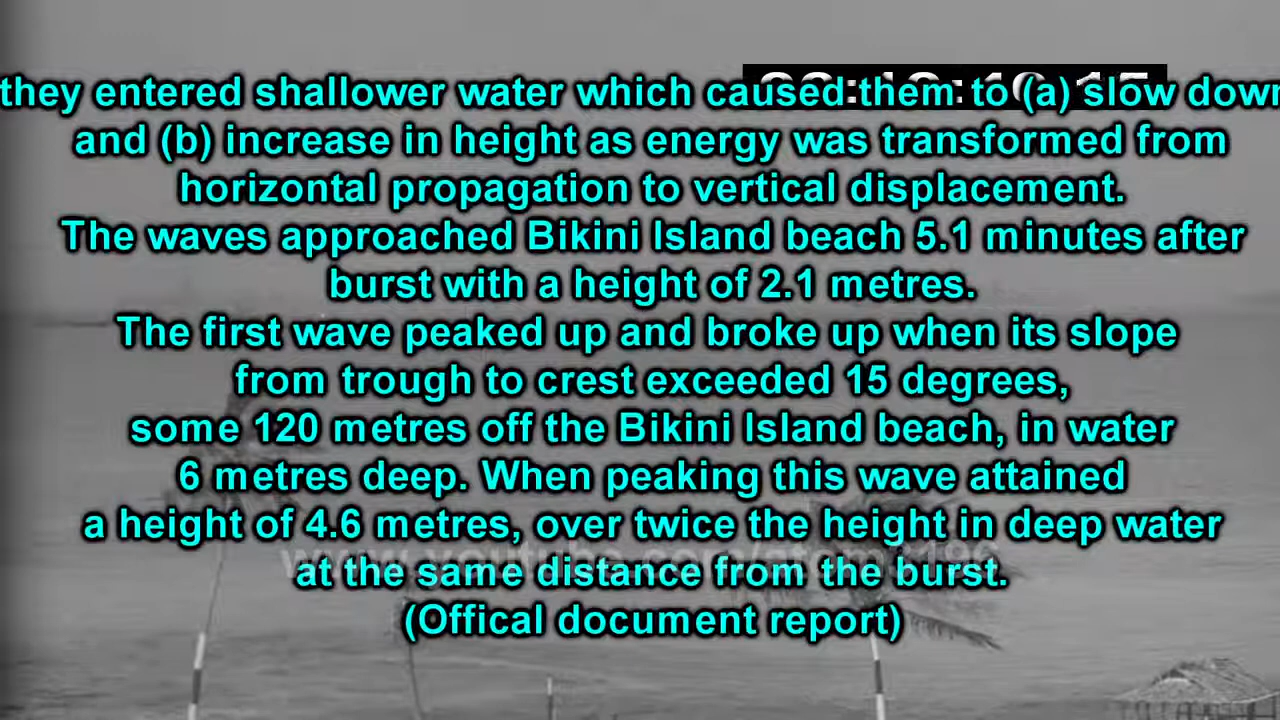 they entered shallower water which caused them to (a) slow down
and (b) increase in height as energy was transformed from
horizontal propagation to vertical displacement.
The waves approached Bikini Island beach 5.1 minutes after
burst with a height of 2.1 metres.
The first wave peaked up and broke up when its slope
from trough to crest exceeded 15 degrees,
some 120 metres off the Bikini Island beach, in water
6 metres deep. When peaking this wave attained
a height of 4.6 metres, over twice the height in deep water
www.youtube.com/
at the same distance from the burst.
(Offical document report)